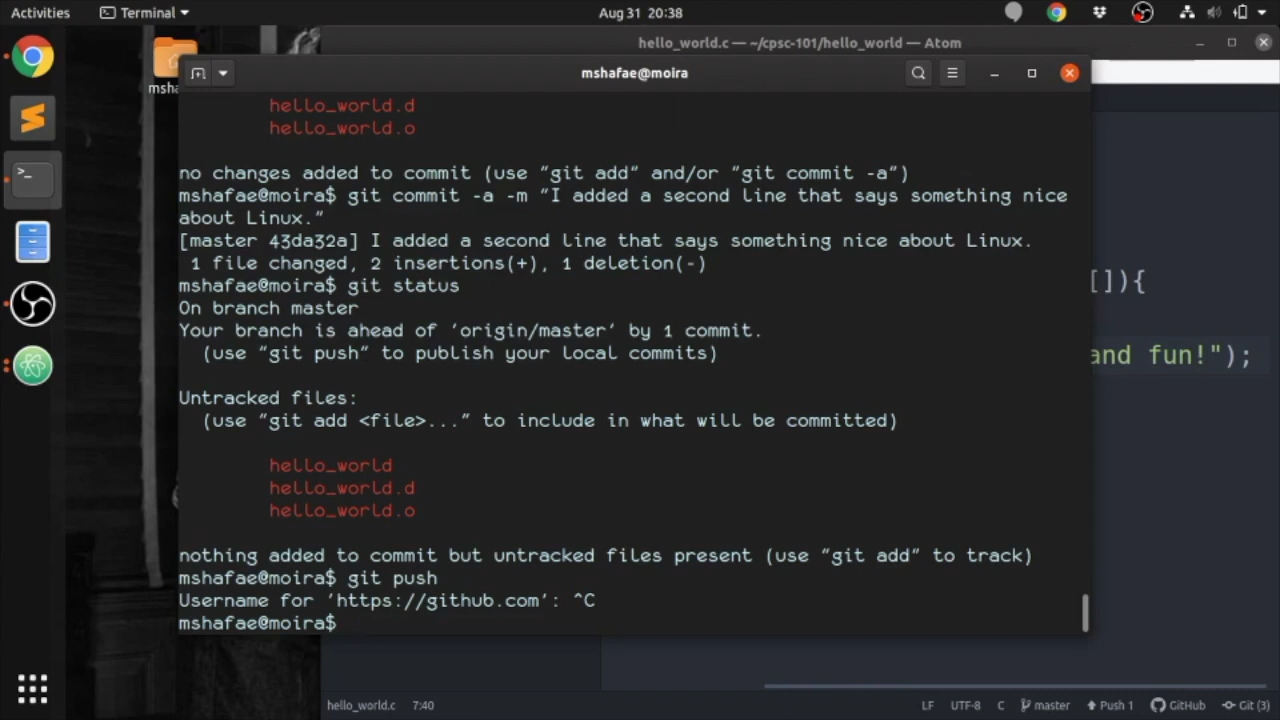 Activities
Terminal
Aug 31 20:38
hello_world.c — ~/cpsc-101/hello_world — Atom
mshafae@moira
hello_world.d
hello_world.o
no changes added to commit (use "git add" and/or "git commit -a")
mshafae@moira$ git commit -a -m "I added a second line that says something nice
about Linux."
[master 43da32a] I added a second line that says something nice about Linux.
1 file changed, 2 insertions(+), 1 deletion(-)
mshafae@moira$ git status
On branch master
Your branch is ahead of 'origin/master' by 1 commit.
(use "git push" to publish your local commits)
Untracked files:
(use "git add <file>..." to include in what will be committed)
hello_world
hello_world.d
hello_world.o
nothing added to commit but untracked files present (use "git add" to track)
mshafae@moira$ git push
Username for 'https://github.com': ^C
mshafae@moira$
msha
[]){
and fun!");
hello_world.c 7:40
LF UTF-8 C master Push 1 GitHub Git (3)